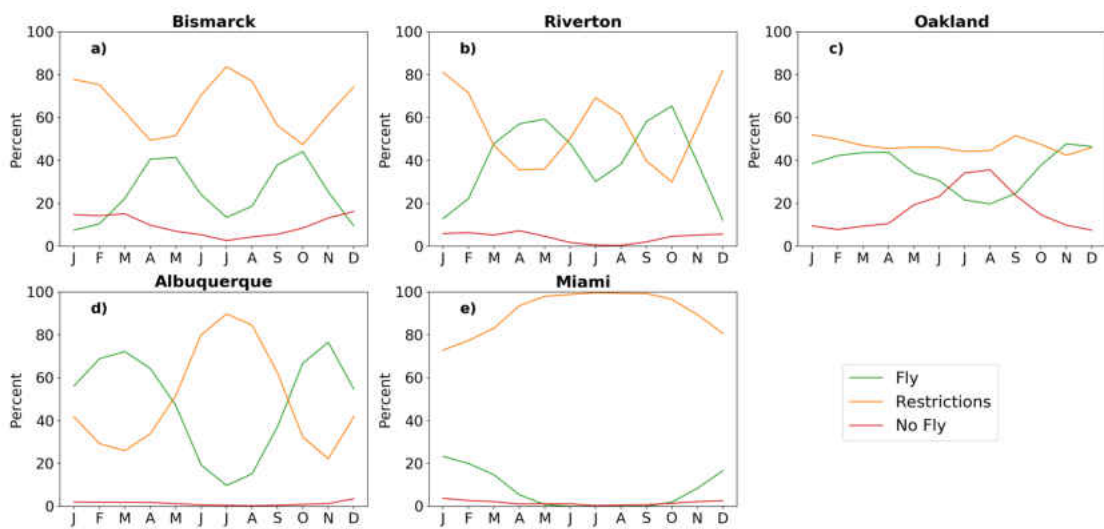 Bismarck
a)
Percent
100
80
60
40
20
0
J F M A M J J A S O N D
Riverton
b)
Percent
100
80
60
40
20
0
J F M A M J J A S O N D
Oakland
c)
Percent
100
80
60
40
20
0
J F M A M J J A S O N D
Albuquerque
d)
Percent
100
80
60
40
20
0
J F M A M J J A S O N D
Miami
e)
Percent
100
80
60
40
20
0
J F M A M J J A S O N D
Fly
Restrictions
No Fly